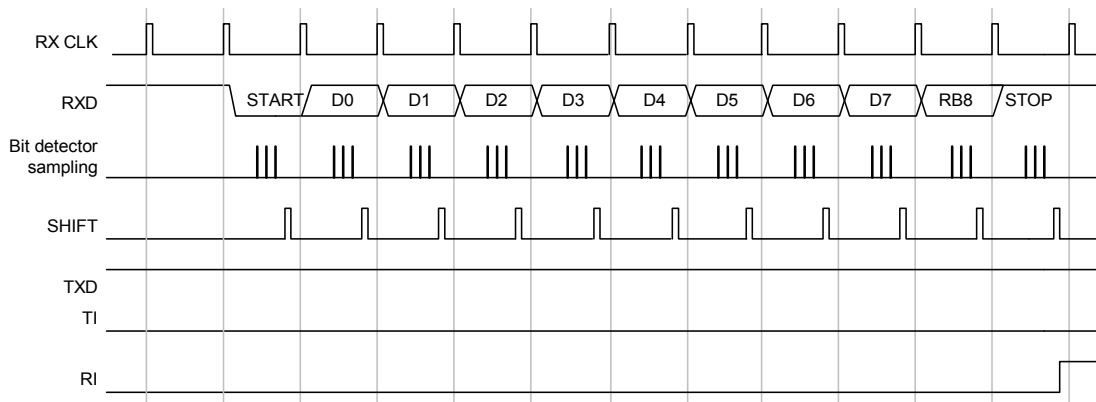 RX CLK
RXD START D0 D1 D2 D3 D4 D5 D6 D7 RB8 STOP
Bit detector
sampling
SHIFT
TXD
TI
RI